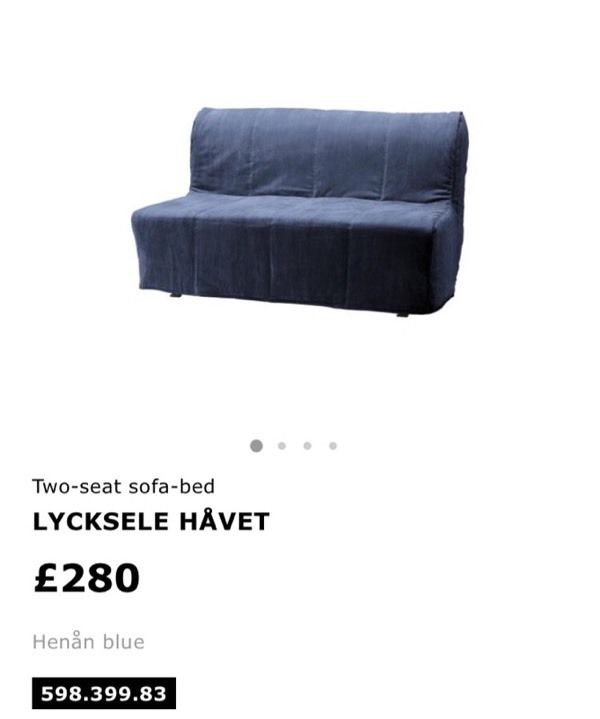 Two-seat sofa-bed
LYCKSELE HÅVET
£280
Henån blue
598.399.83